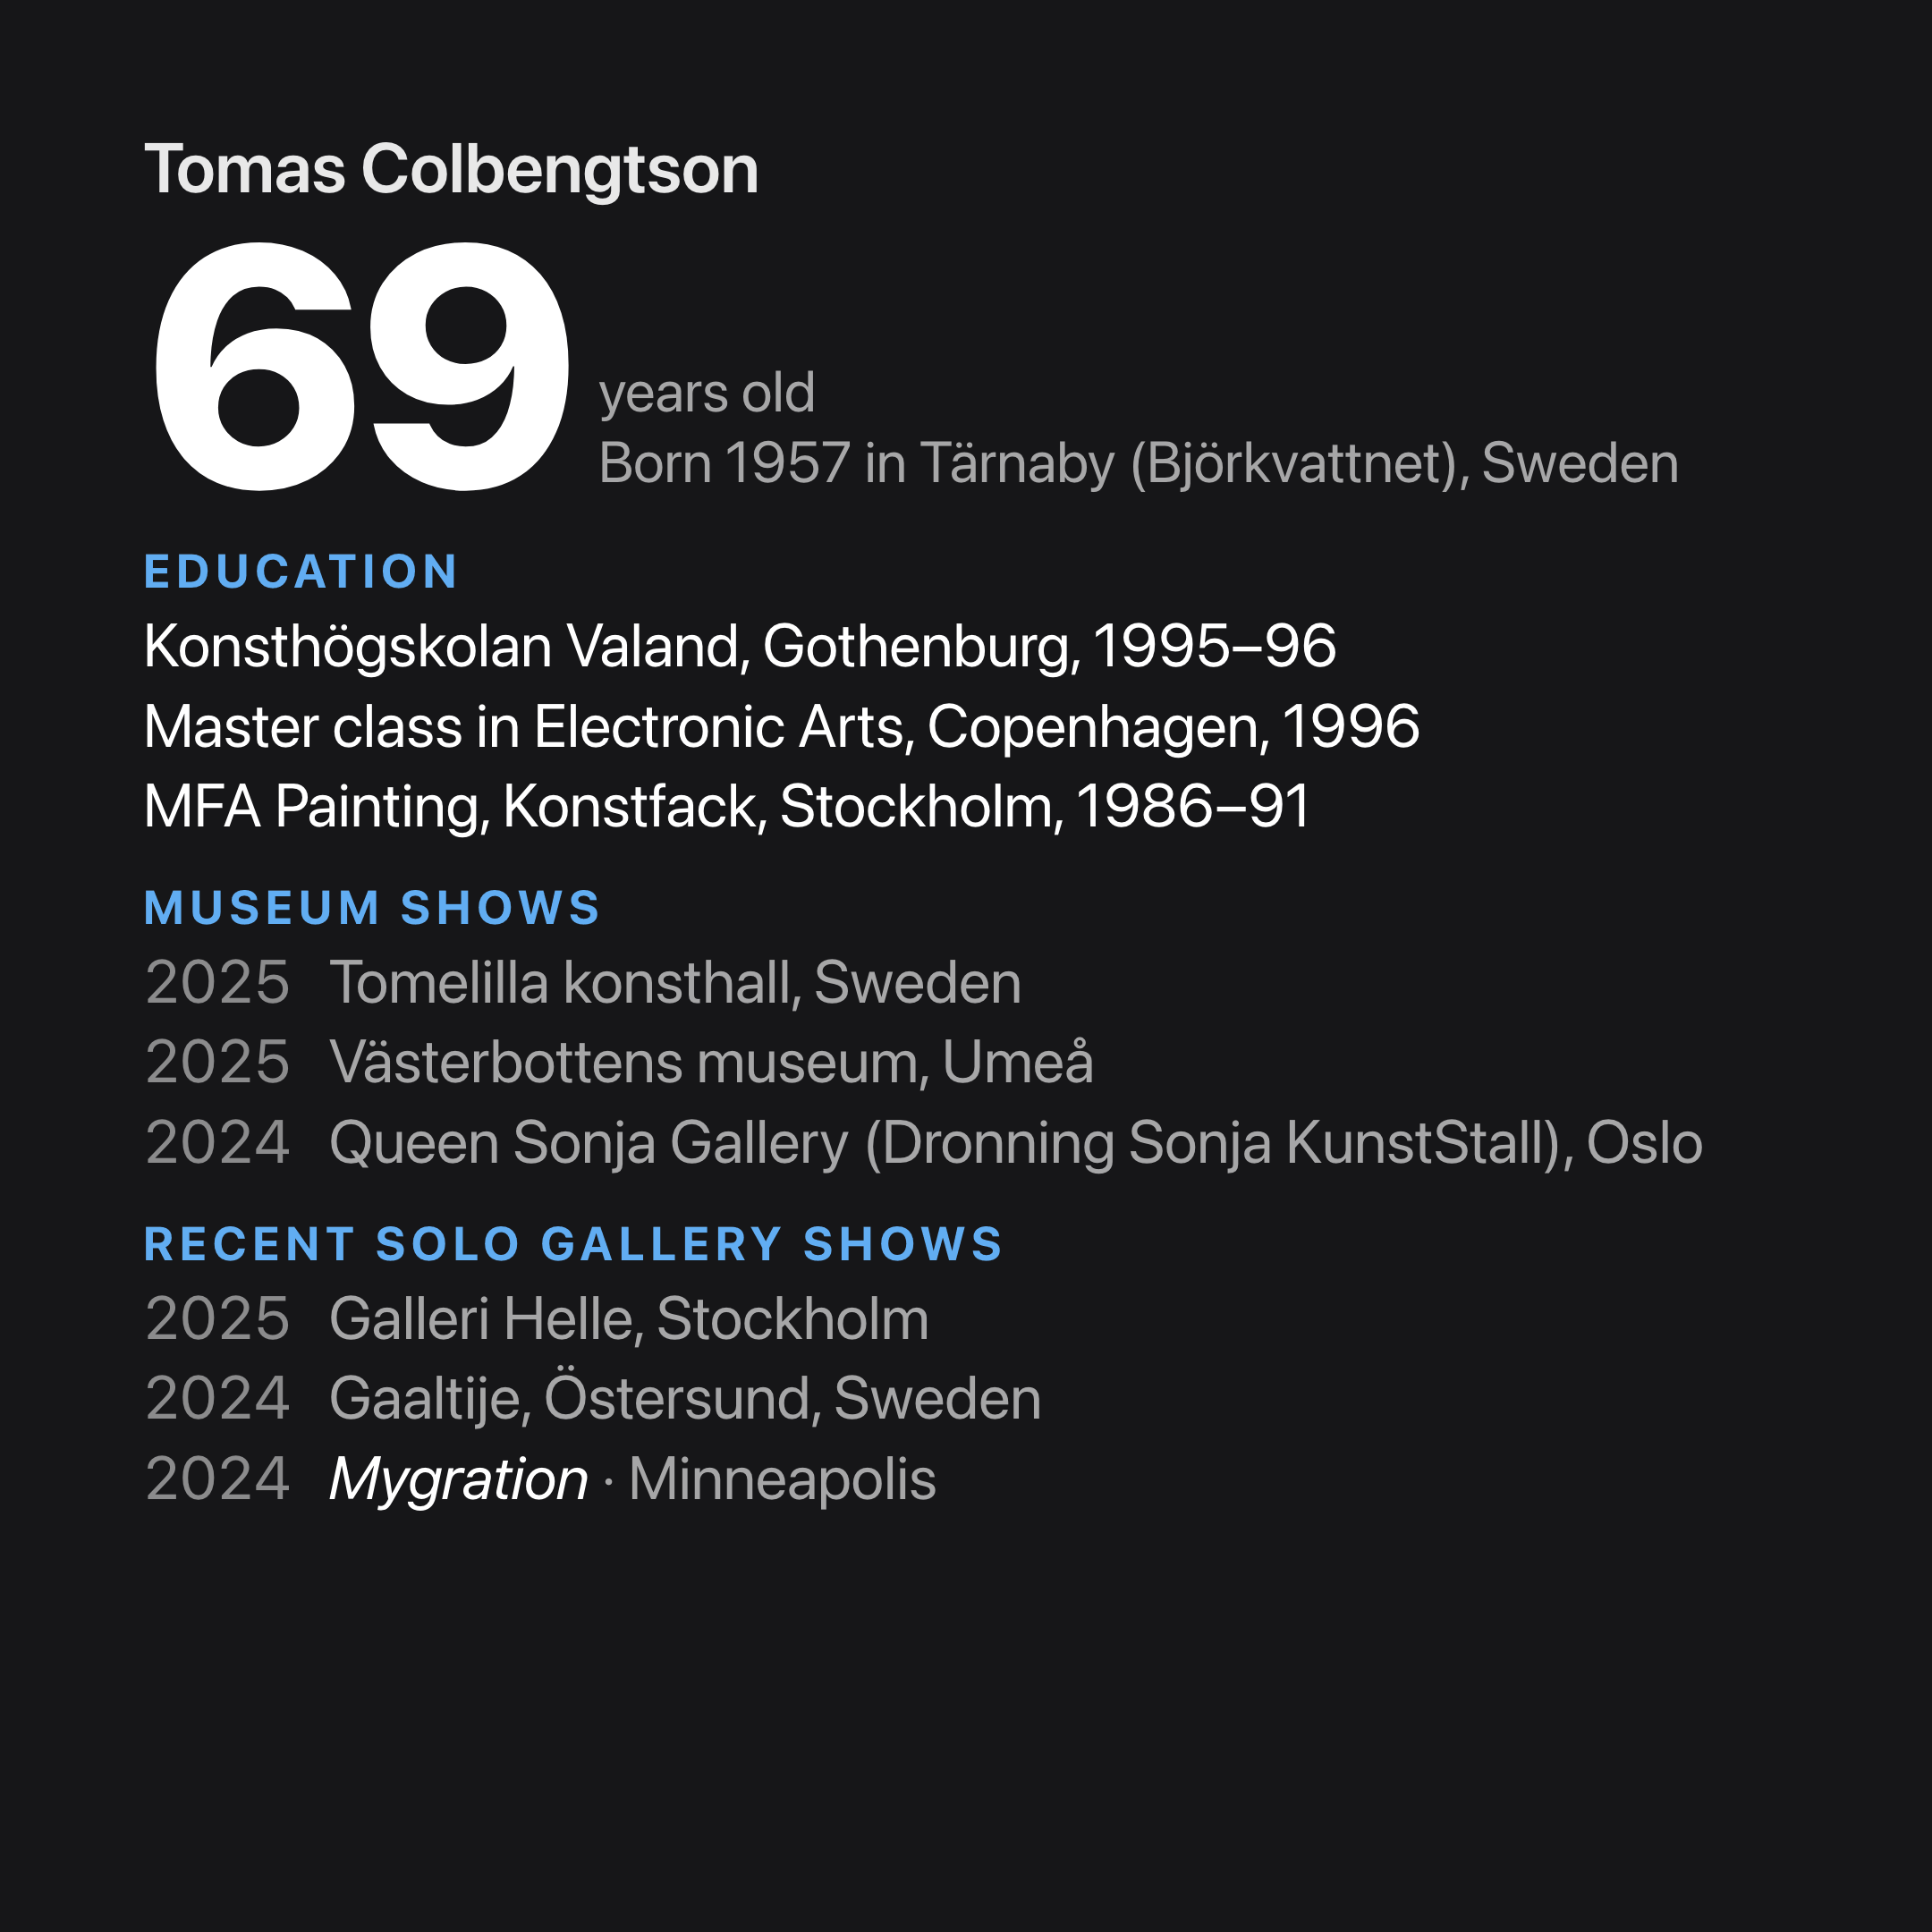 Tomas Colbengtson
69 years old
Born 1957 in Tärnaby (Björkvattnet), Sweden
EDUCATION
Konsthögskolan Valand, Gothenburg, 1995–96
Master class in Electronic Arts, Copenhagen, 1996
MFA Painting, Konstfack, Stockholm, 1986–91
MUSEUM SHOWS
2025 Tomelilla konsthall, Sweden
2025 Västerbottens museum, Umeå
2024 Queen Sonja Gallery (Dronning Sonja KunstStall), Oslo
RECENT SOLO GALLERY SHOWS
2025 Galleri Helle, Stockholm
2024 Gaaltije, Östersund, Sweden
2024 Mygration · Minneapolis